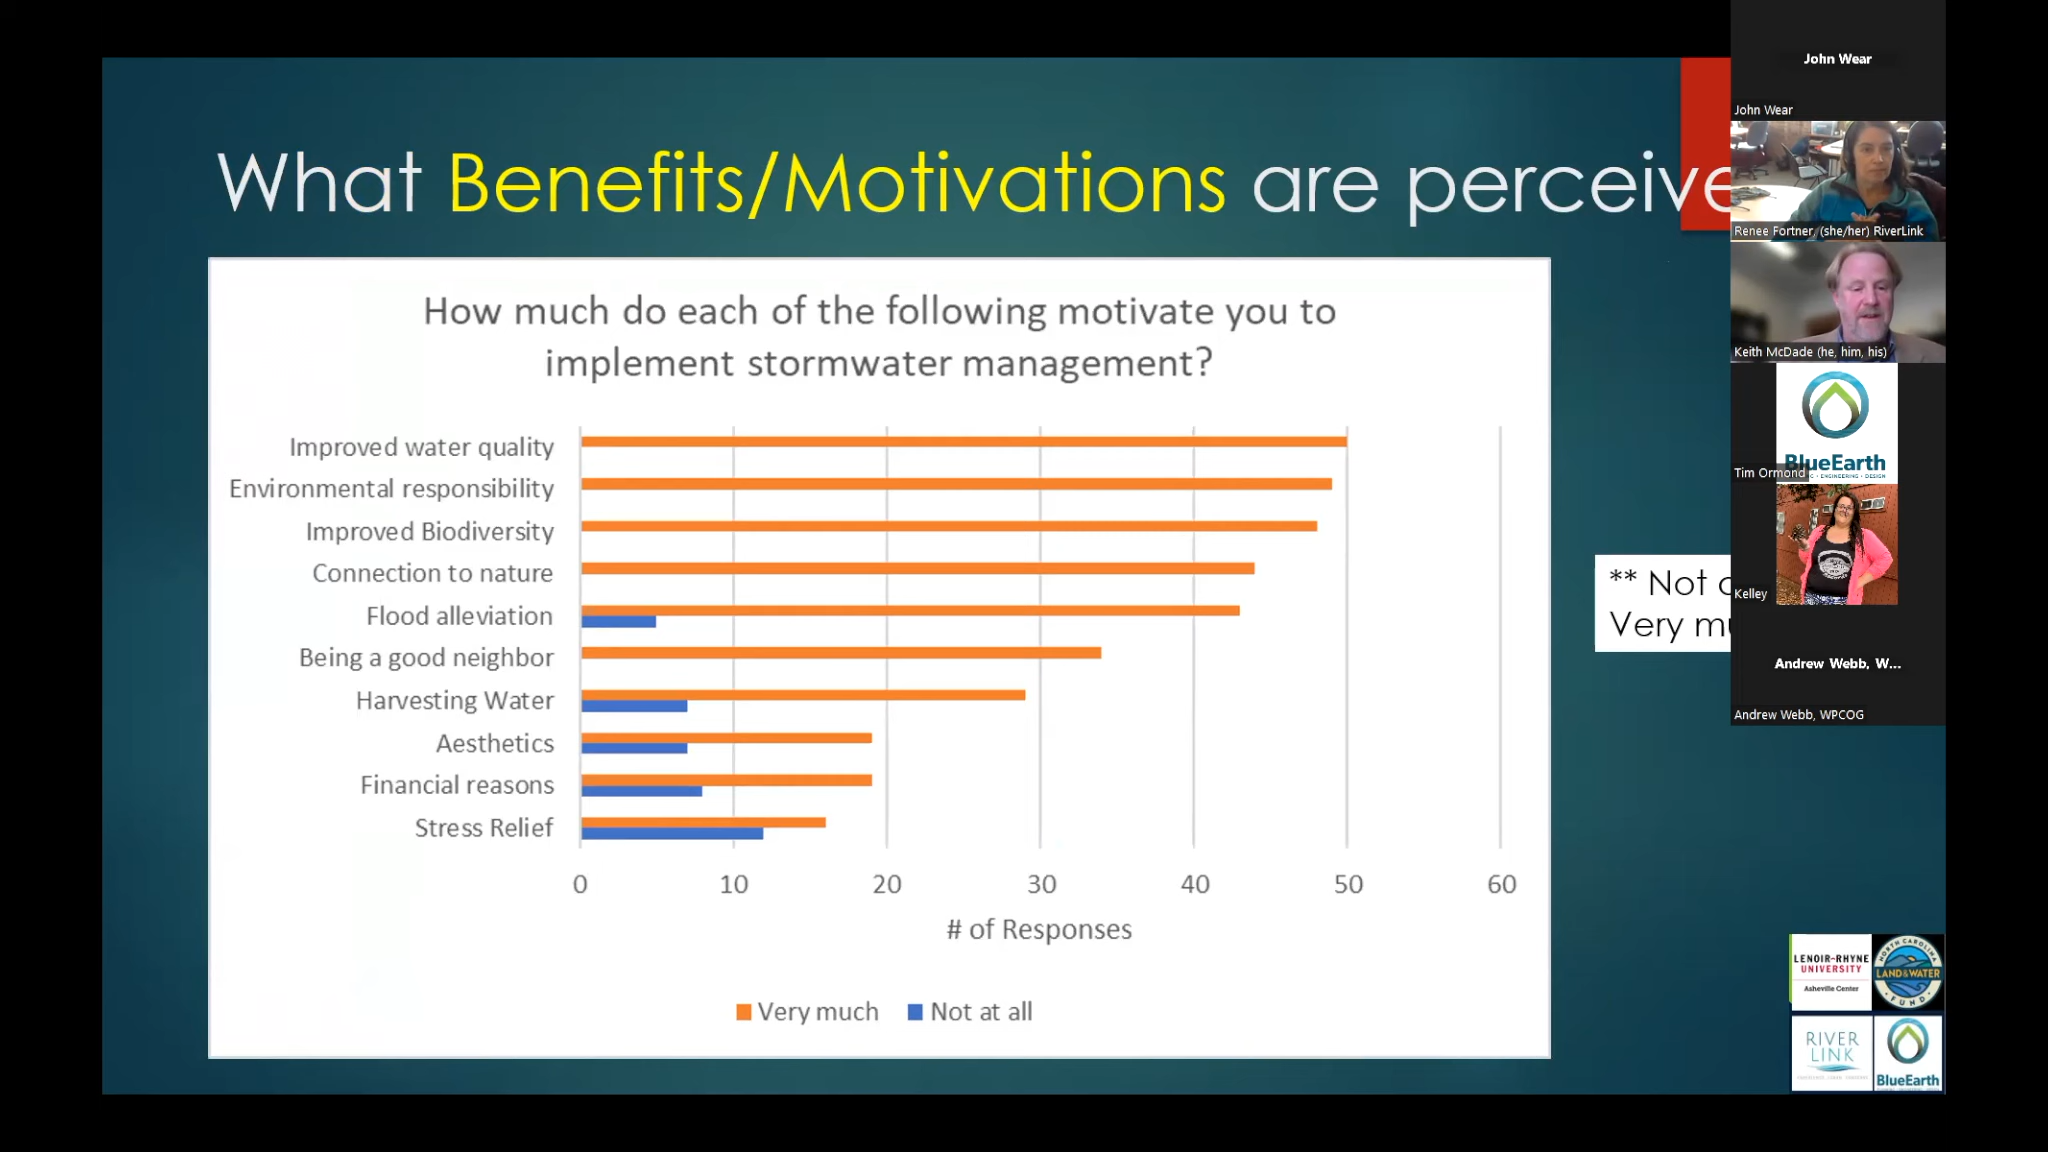 What Benefits/Motivations are perceive
How much do each of the following motivate you to
implement stormwater management?
Improved water quality
Environmental responsibility
Improved Biodiversity
Connection to nature
Flood alleviation
Being a good neighbor
Harvesting Water
Aesthetics
Financial reasons
Stress Relief
0 10 20 30 40 50 60
# of Responses
Very much Not at all
** Not
Very mu
John Wear
John Wear
Renee Fortner, (she/her) RiverLink
Keith McDade (he, him, his)
BlueEarth
Tim Ormond
Kelley
Andrew Webb, W...
Andrew Webb, WPCOG
LENOIR-RHYNE
UNIVERSITY
Asheville Center
NORTH CAROLINA
LAND & WATER
FUND
RIVER
LINK
BlueEarth